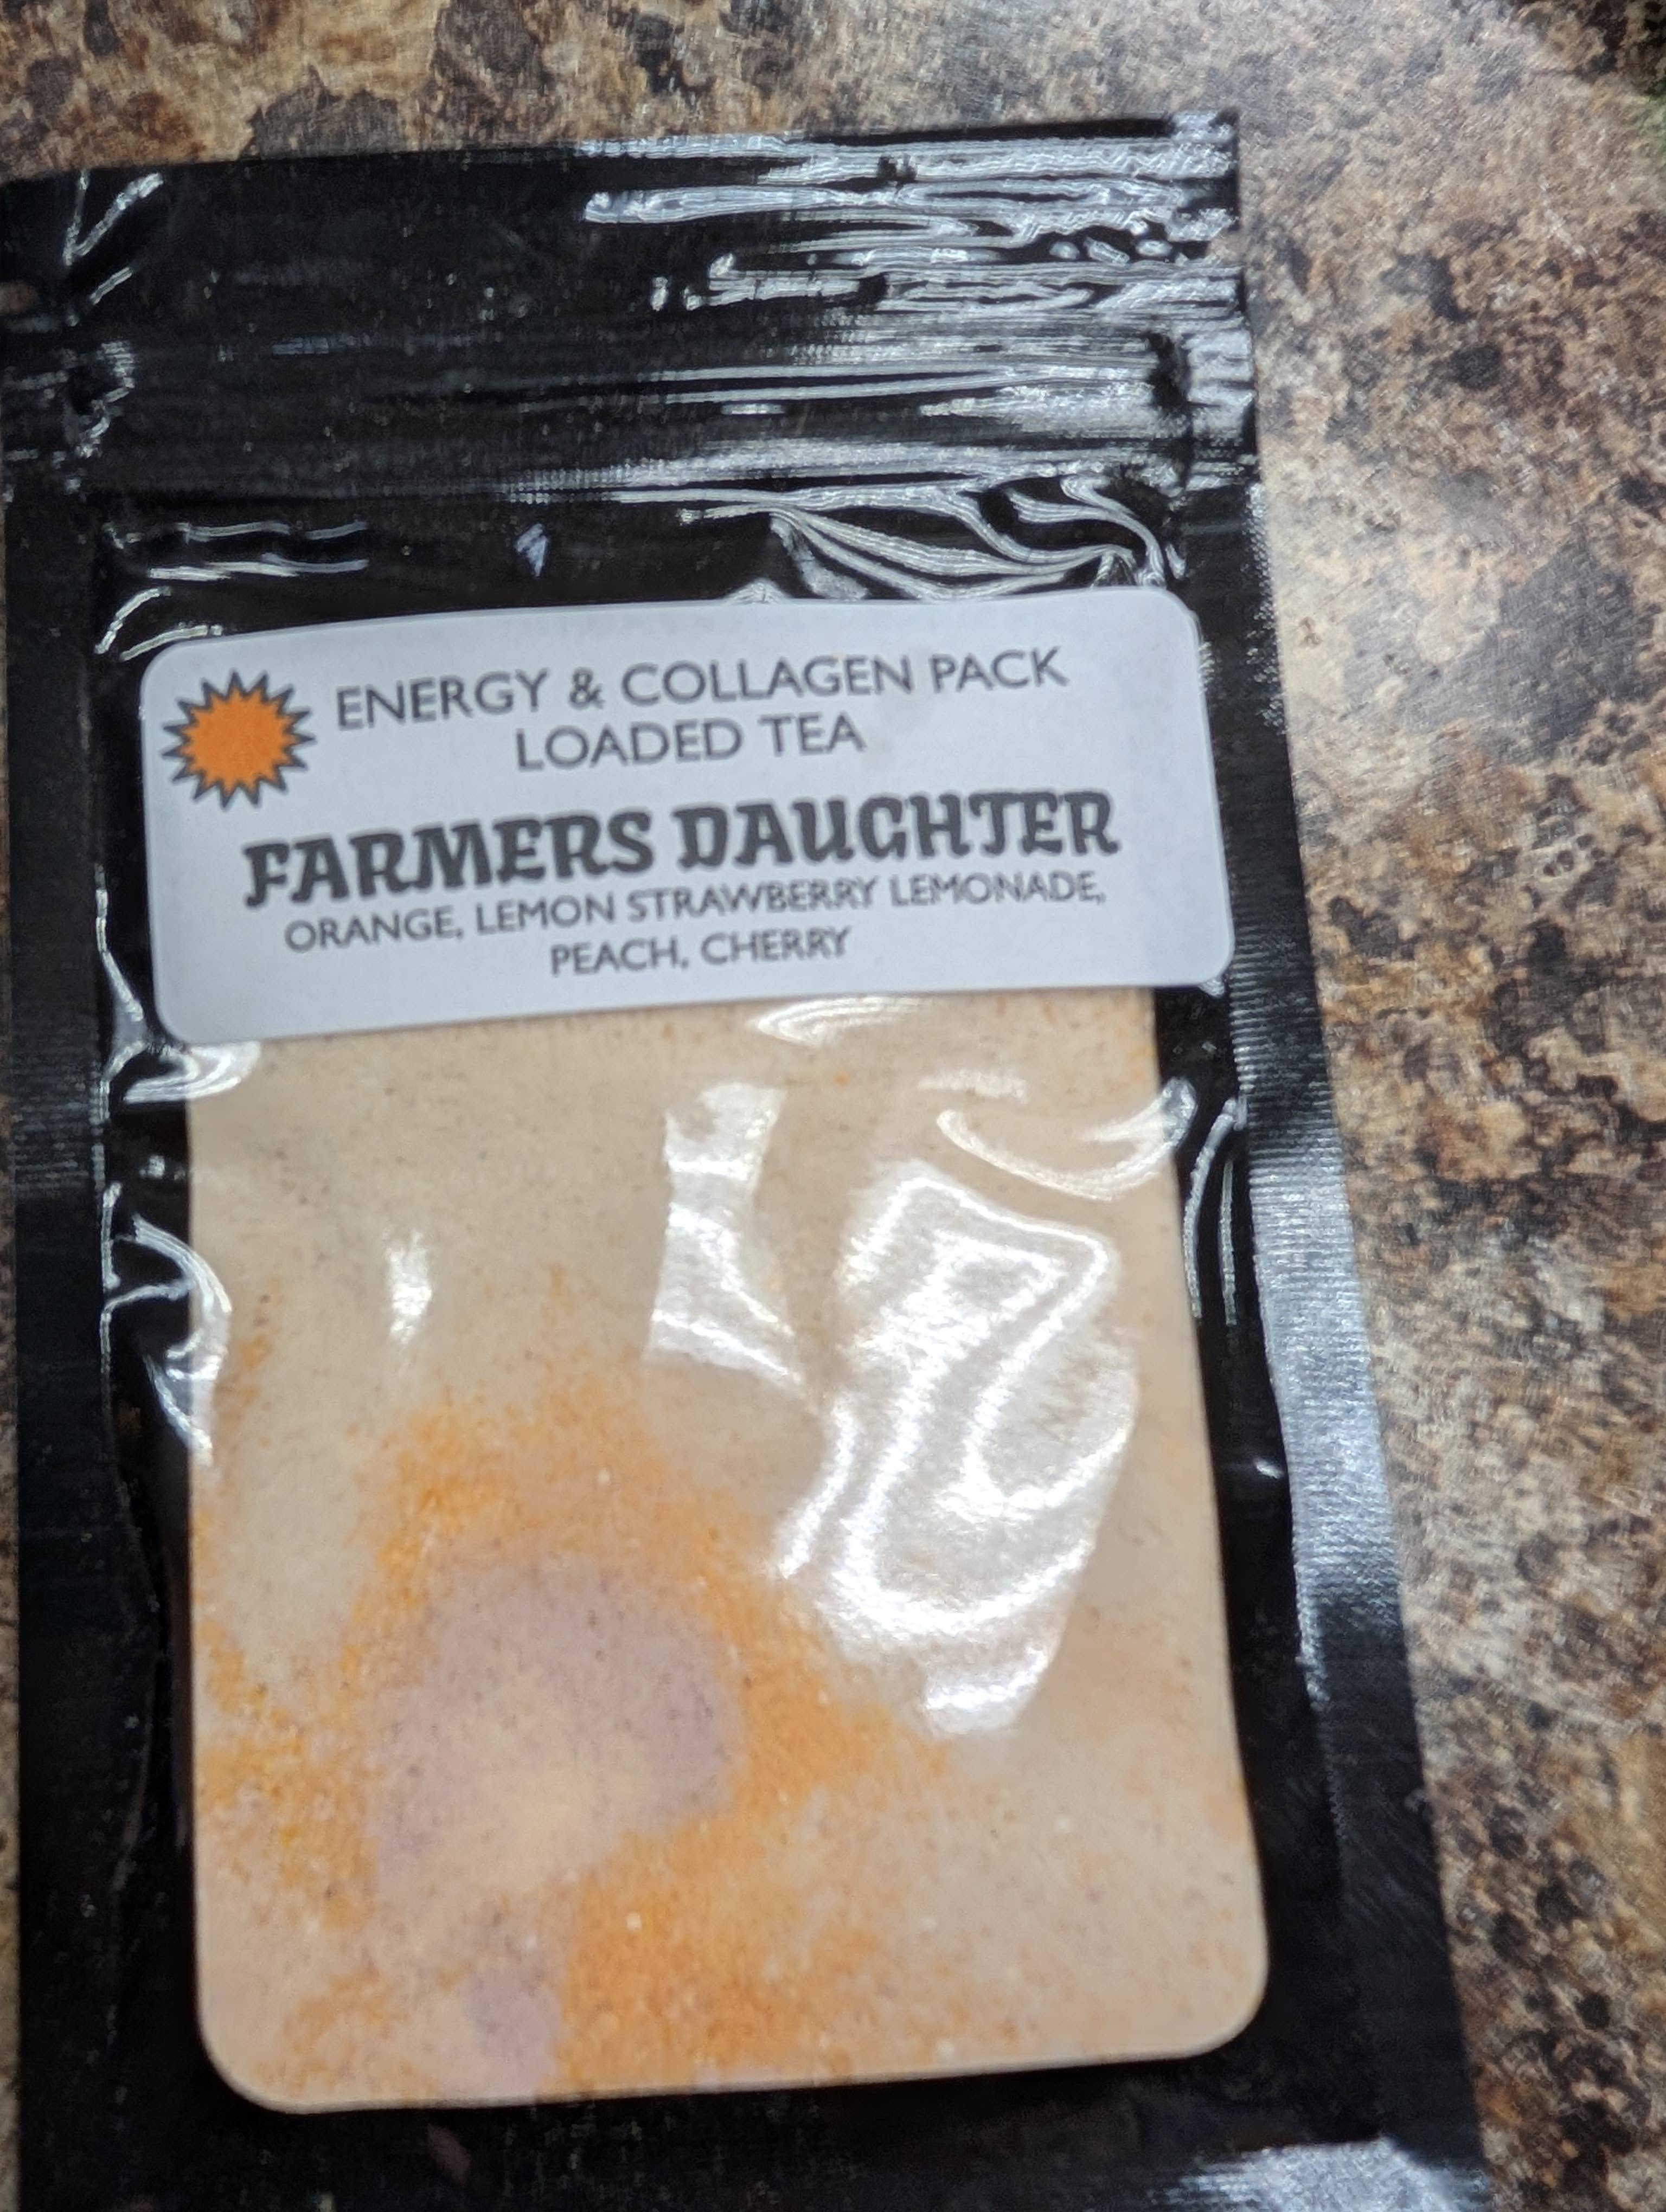 ENERGY & COLLAGEN PACK
LOADED TEA
FARMERS DAUGHTER
ORANGE, LEMON STRAWBERRY LEMONADE,
PEACH, CHERRY